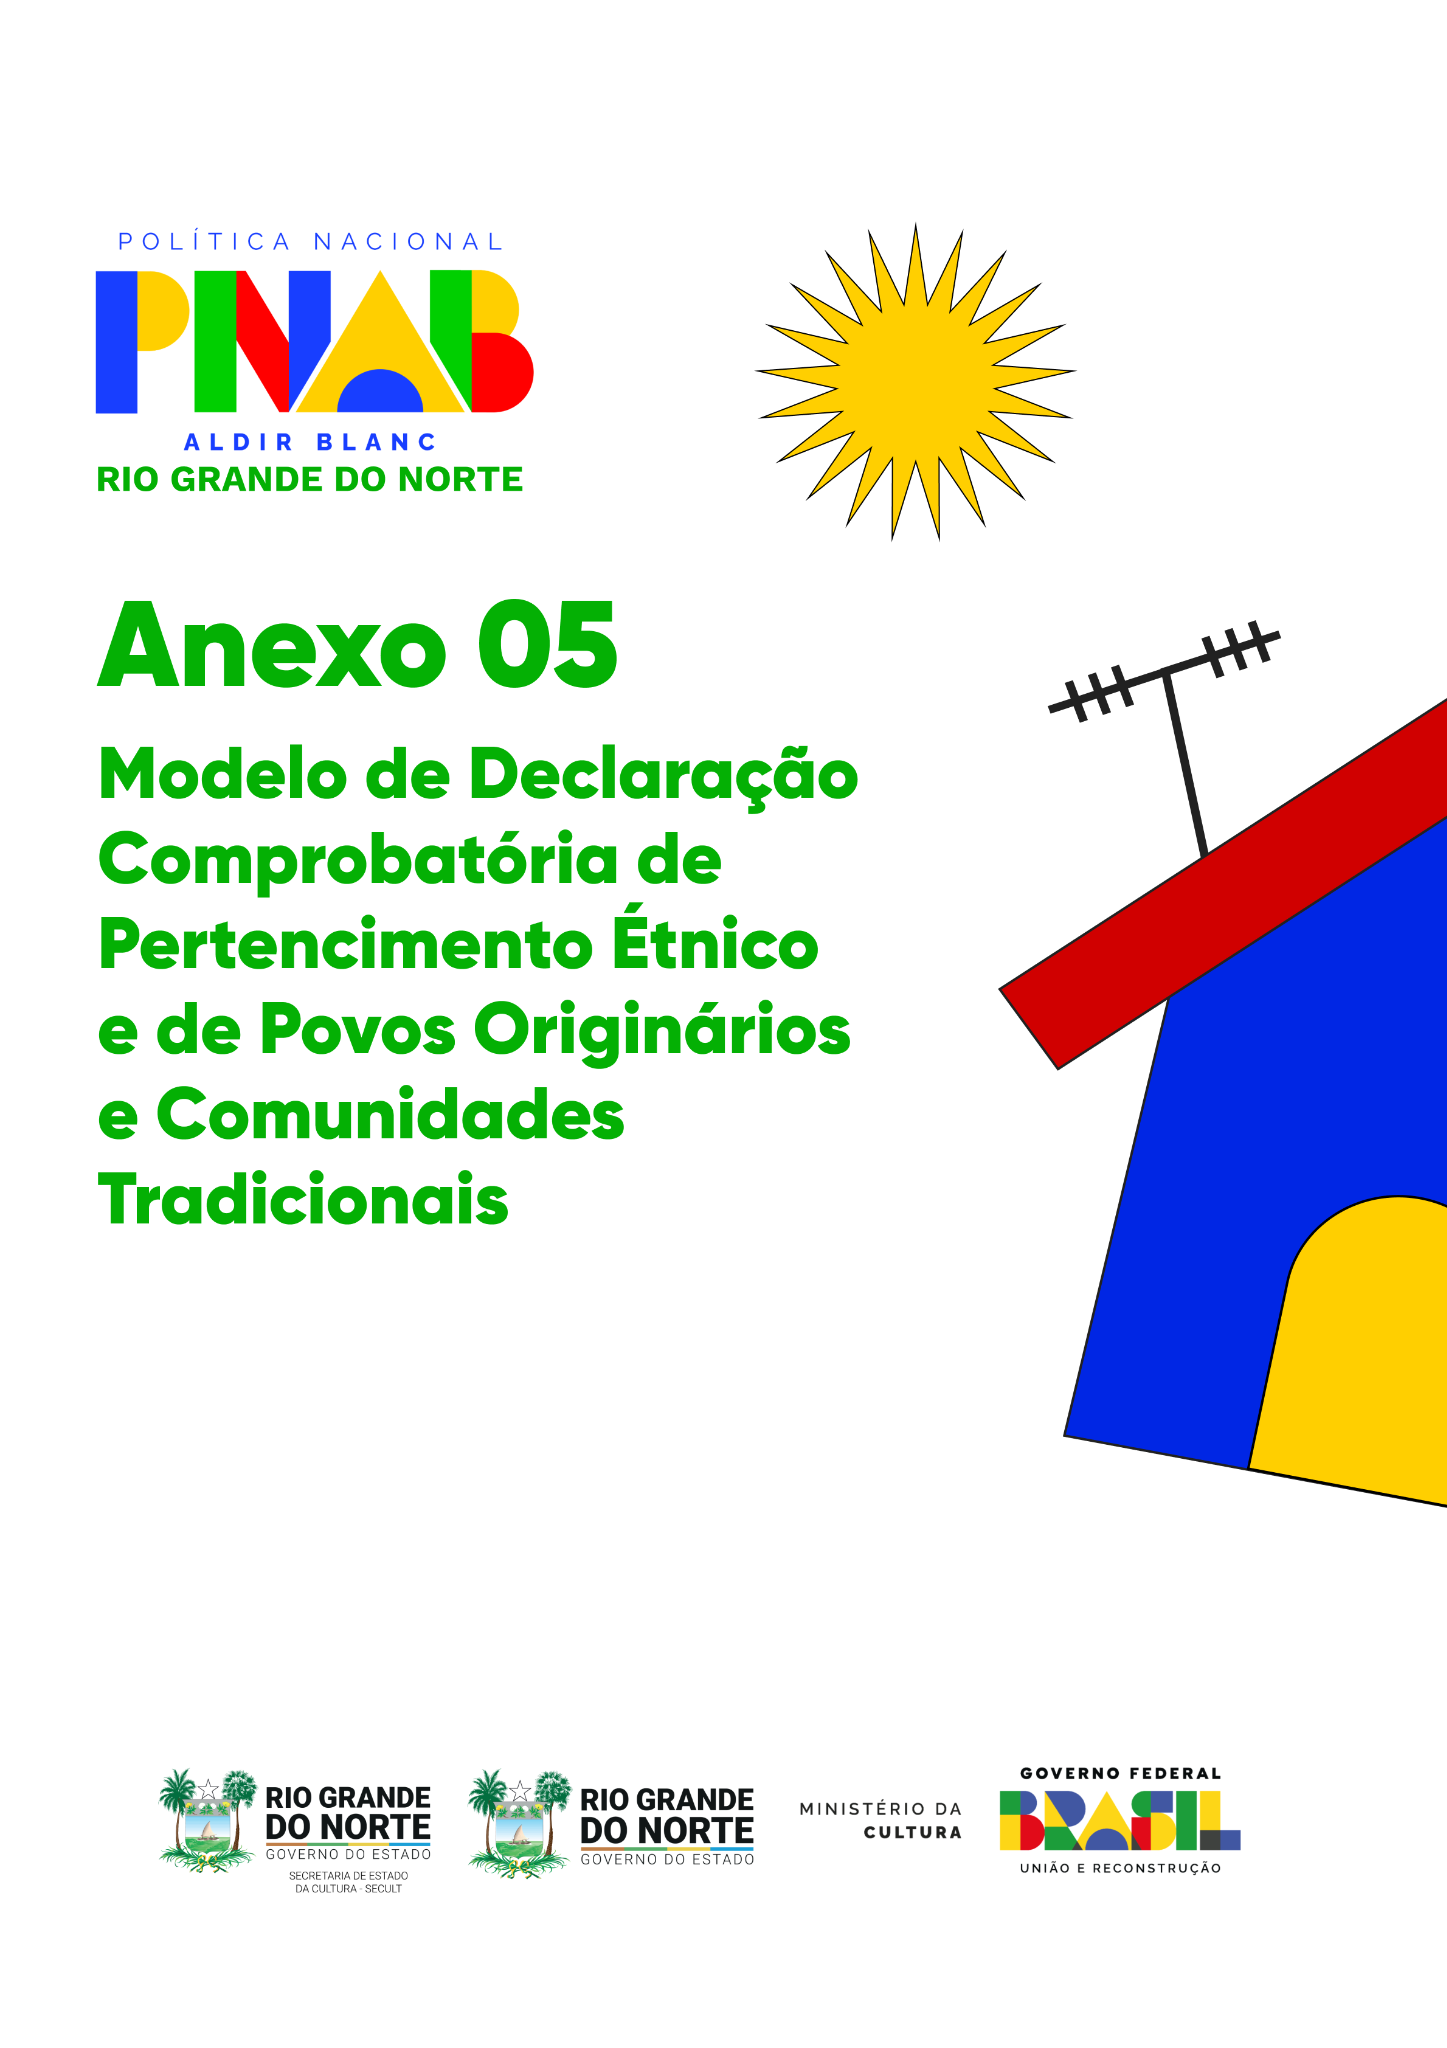 POLÍTICA NACIONAL
PNAB
ALDIR BLANC
RIO GRANDE DO NORTE
Anexo 05
Modelo de Declaração
Comprobatória de
Pertencimento Étnico
e de Povos Originários
e Comunidades
Tradicionais
RIO GRANDE
DO NORTE
GOVERNO DO ESTADO
SECRETARIA DE ESTADO
DA CULTURA - SECULT
RIO GRANDE
DO NORTE
GOVERNO DO ESTADO
MINISTÉRIO DA
CULTURA
GOVERNO FEDERAL
BRASIL
UNIÃO E RECONSTRUÇÃO